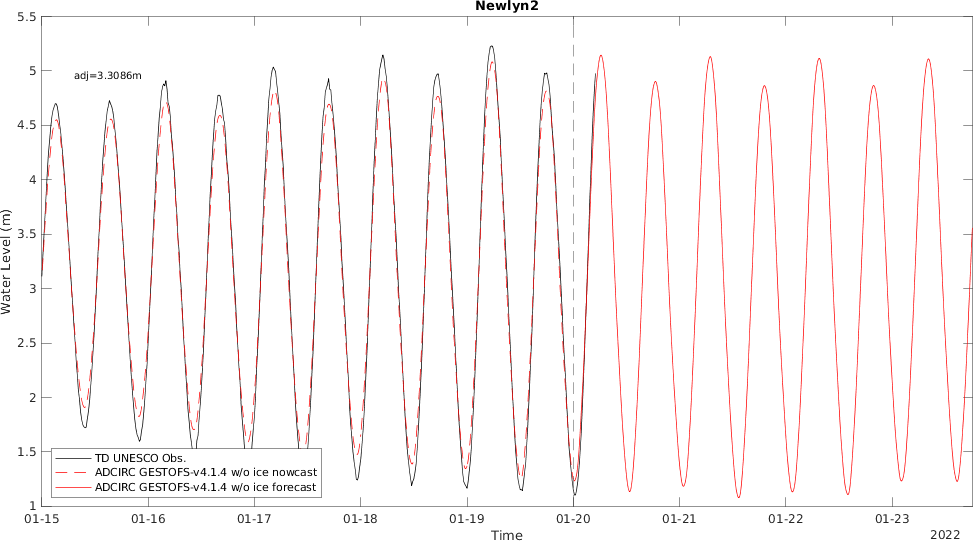 Newlyn2
5.5
5
4.5
4
3.5
3
2.5
2
1.5
1
Water Level (m)
adj=3.3086m
TD UNESCO Obs.
ADCIRC GESTOFS-v4.1.4 w/o ice nowcast
ADCIRC GESTOFS-v4.1.4 w/o ice forecast
01-15 01-16 01-17 01-18 01-19 01-20 01-21 01-22 01-23
Time
2022